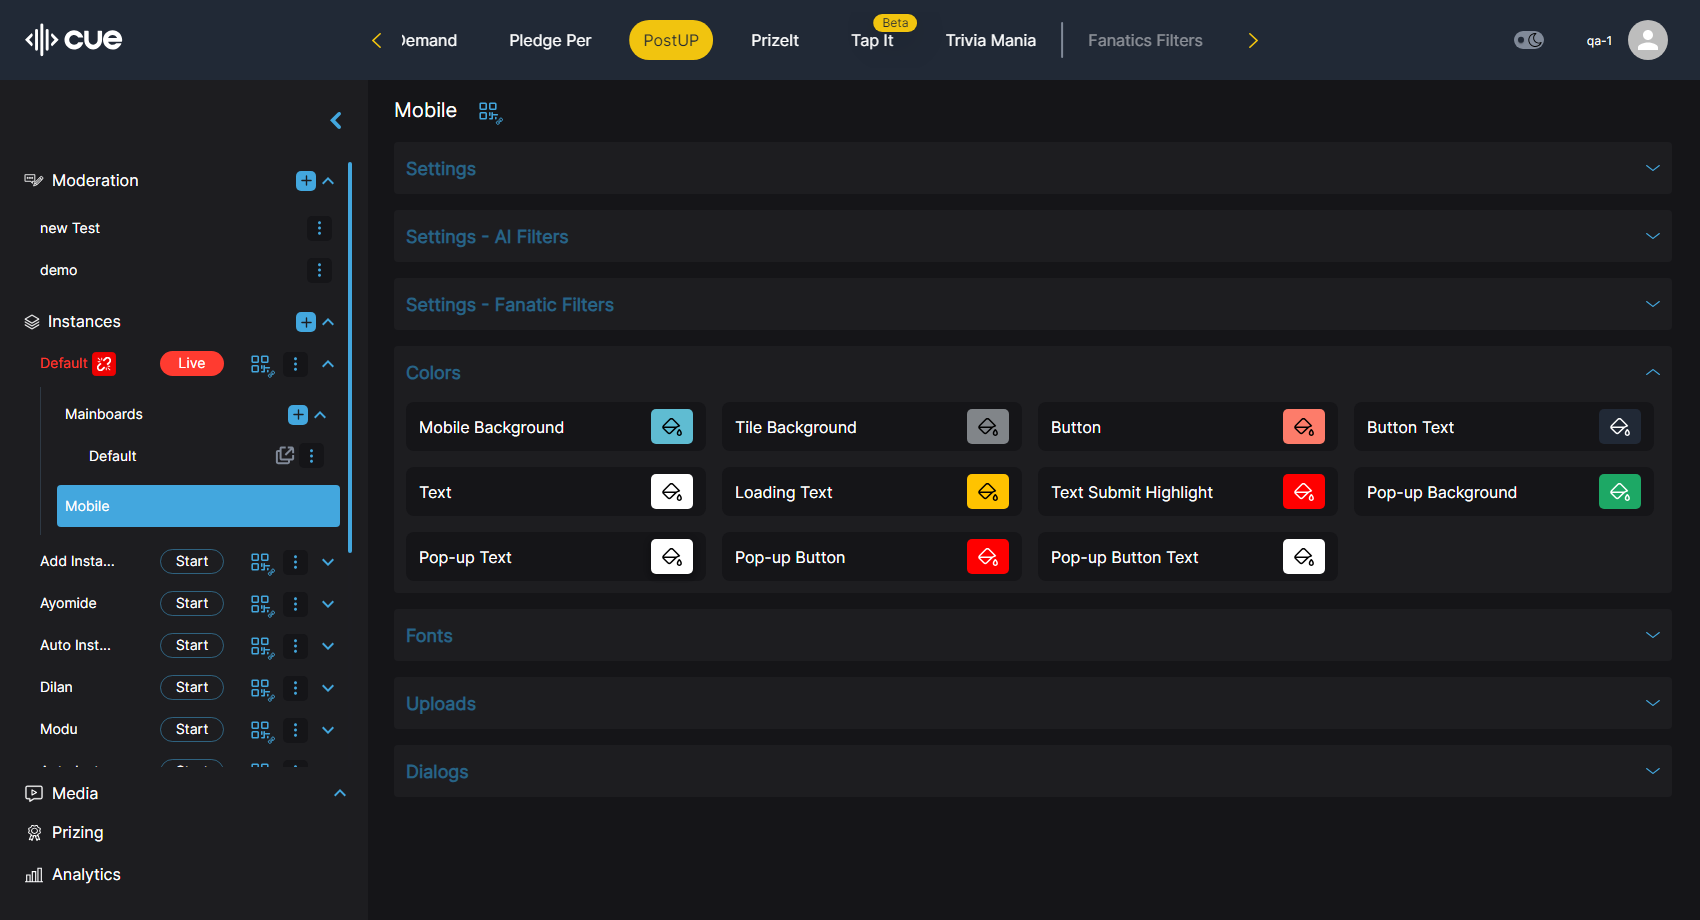 cue
Demand
Pledge Per
PostUP
PrizeIt
Beta
Tap It
Trivia Mania
Fanatics Filters
qa-1
Moderation
new Test
demo
Instances
Default
Live
Mainboards
Default
Mobile
Add Insta...
Start
Ayomide
Start
Auto Inst...
Start
Dilan
Start
Modu
Start
Media
Prizing
Analytics
Mobile
Settings
Settings - AI Filters
Settings - Fanatic Filters
Colors
Mobile Background
Tile Background
Button
Button Text
Text
Loading Text
Text Submit Highlight
Pop-up Background
Pop-up Text
Pop-up Button
Pop-up Button Text
Fonts
Uploads
Dialogs